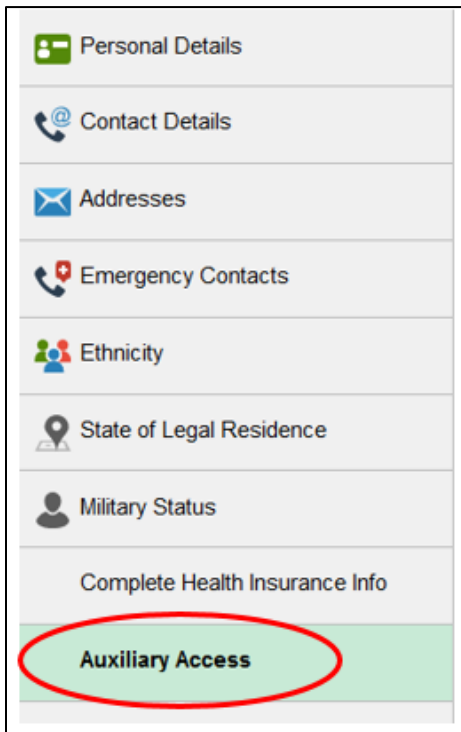 Personal Details
Contact Details
Addresses
Emergency Contacts
Ethnicity
State of Legal Residence
Military Status
Complete Health Insurance Info
Auxiliary Access